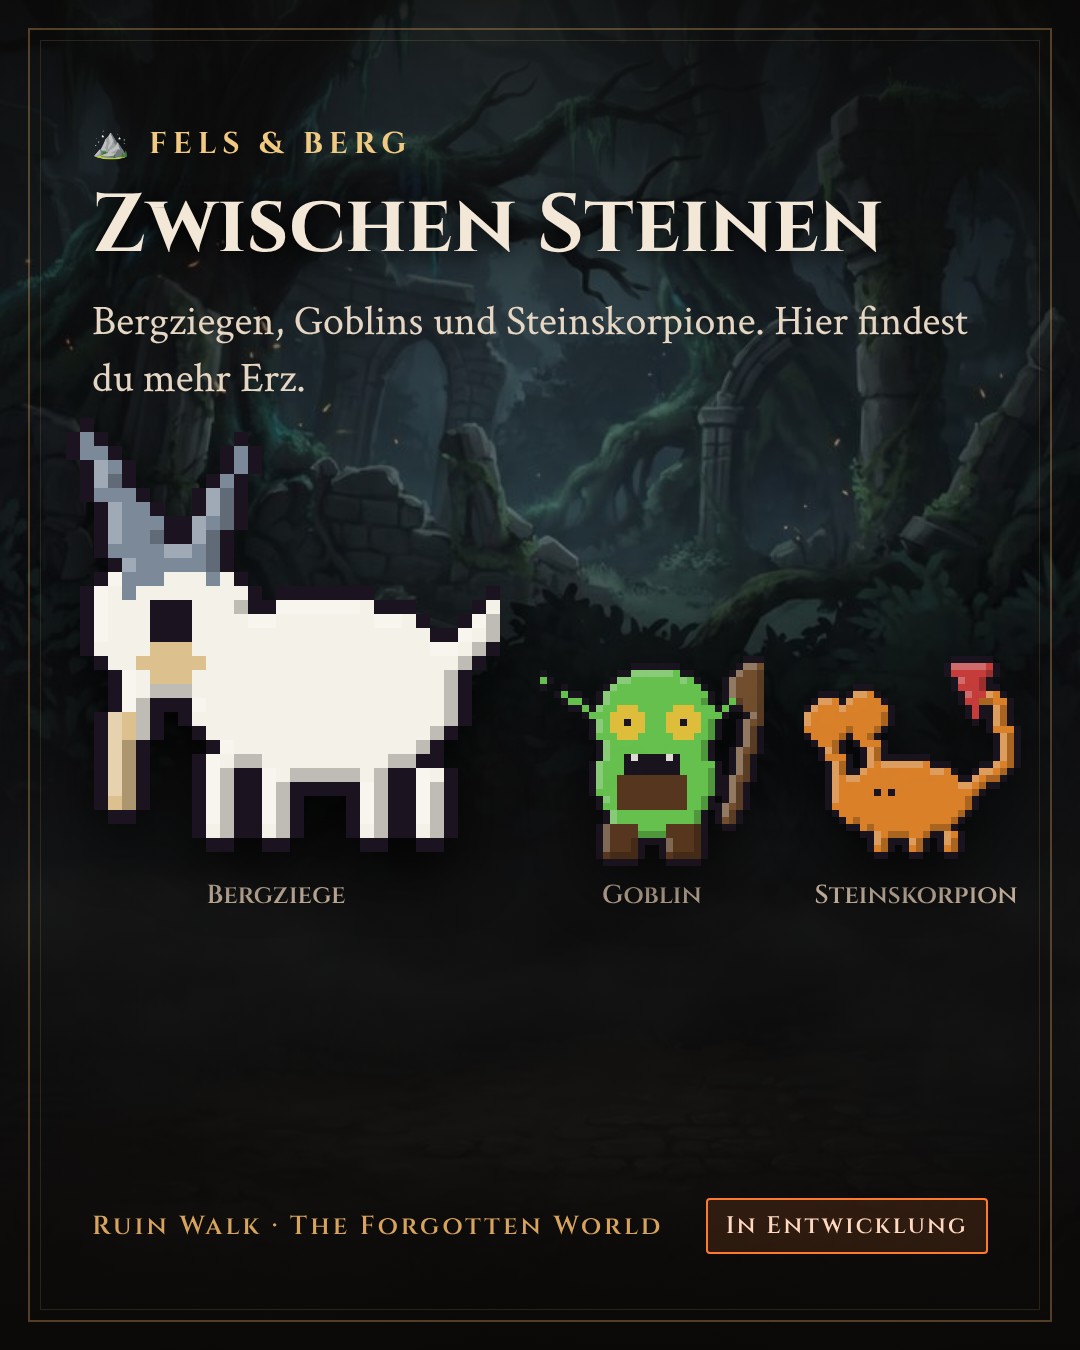 FELS & BERG
ZWISCHEN STEINEN
Bergziegen, Goblins und Steinskorpione. Hier findest
du mehr Erz.
BERGZIEGE
GOBLIN
STEINSKORPION
RUIN WALK · THE FORGOTTEN WORLD
IN ENTWICKLUNG